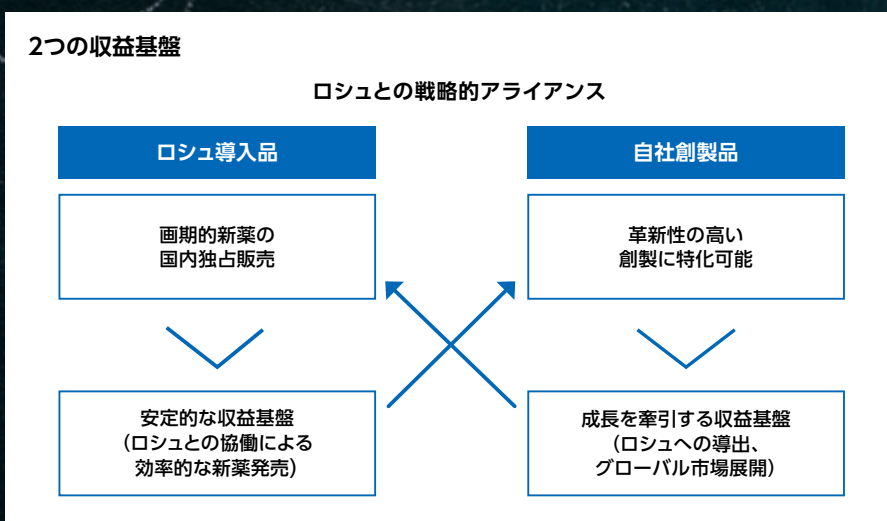 2つの収益基盤
ロシュとの戦略的アライアンス
ロシュ導入品
画期的新薬の
国内独占販売
安定的な収益基盤
(ロシュとの協働による
効率的な新薬発売)
自社創製品
革新性の高い
創製に特化可能
成長を牽引する収益基盤
(ロシュへの導出、
グローバル市場展開)